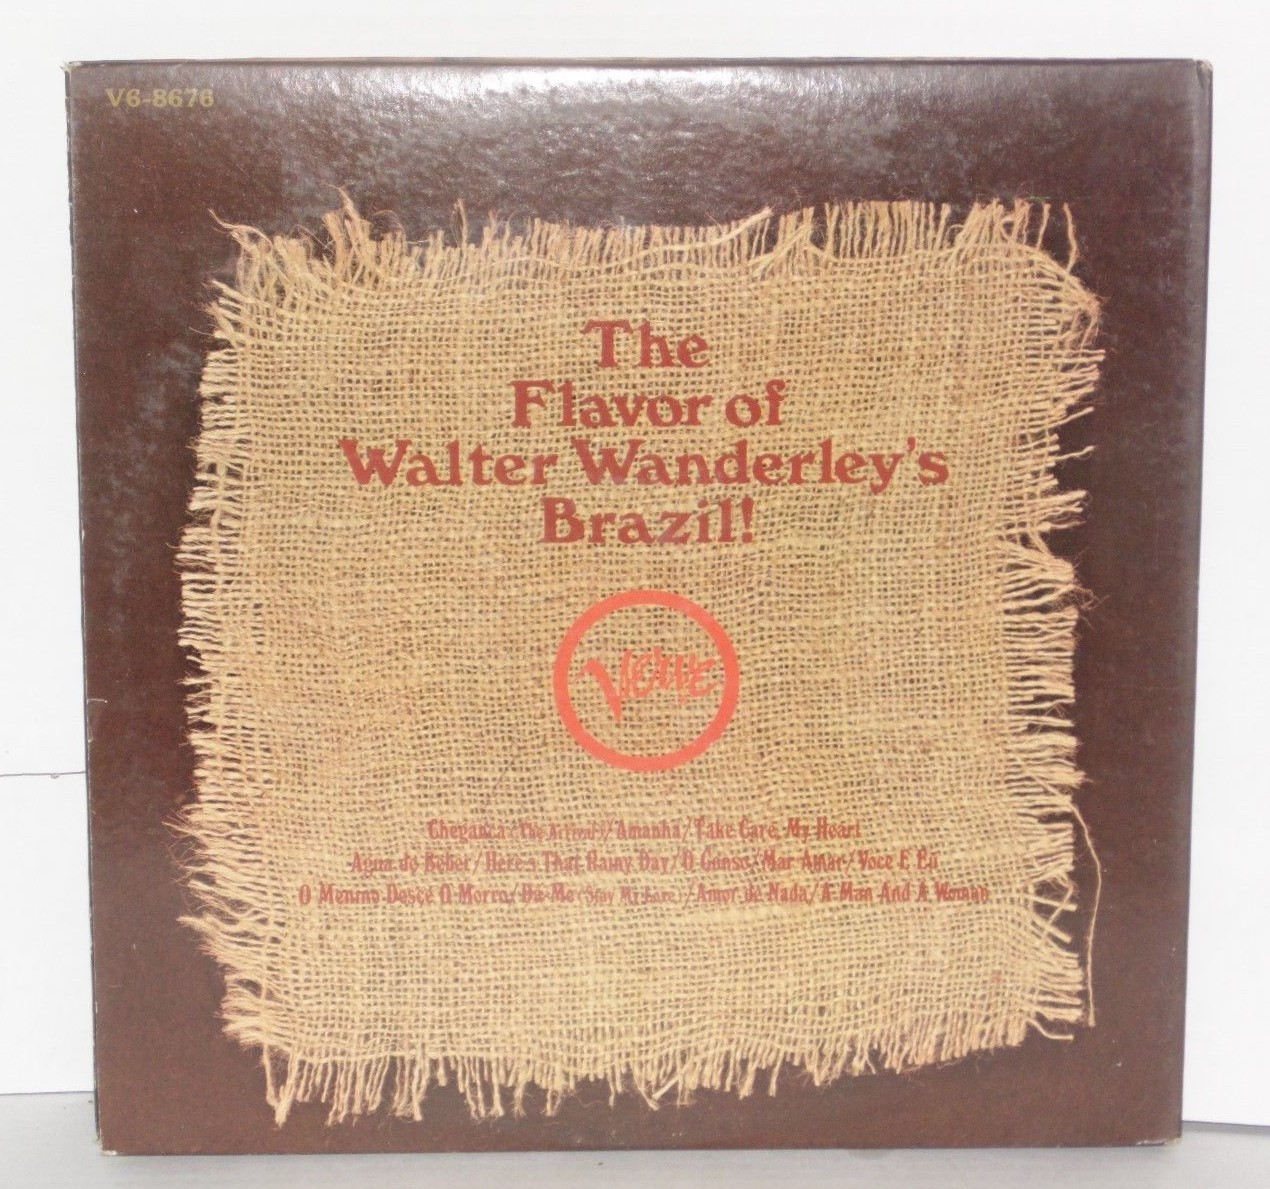 V6-8676
The
Flavor of
Walter Wanderley's
Brazil!
VERVE
Cheganca (The Arrival)/Amanha/Take Care, My Heart
Agua de Beber/Here's That Rainy Day/O Ganso/Mar Amar/Voce E Eu
O Menino Desce O Morro/Dá-Me (Stay My Love)/Amor de Nada/A Man And A Woman